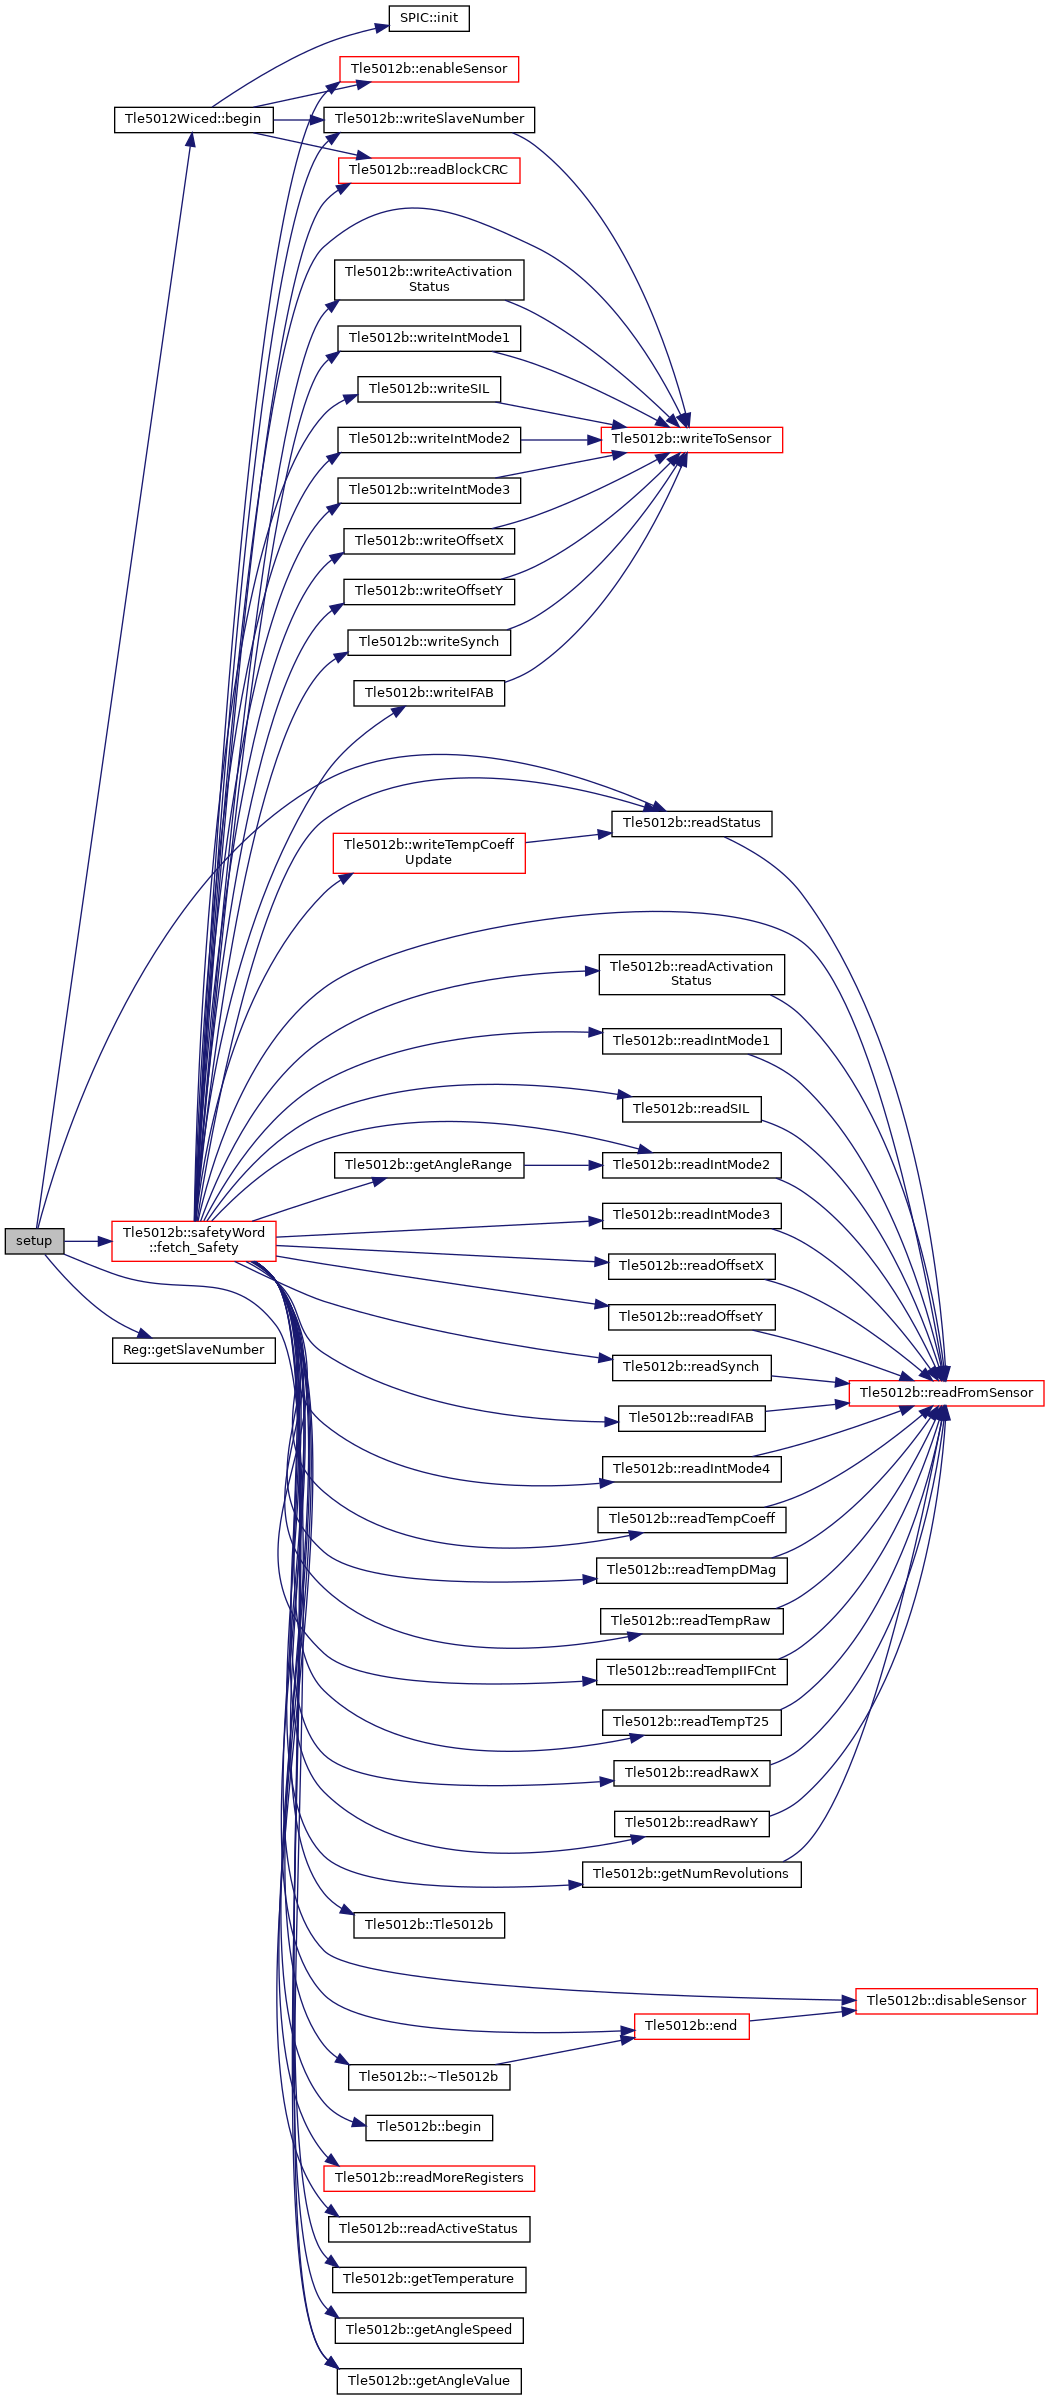 SPIC::init
Tle5012b::enableSensor
Tle5012Wiced::begin
Tle5012b::writeSlaveNumber
Tle5012b::readBlockCRC
Tle5012b::writeActivation
Status
Tle5012b::writeIntMode1
Tle5012b::writeSIL
Tle5012b::writeIntMode2
Tle5012b::writeToSensor
Tle5012b::writeIntMode3
Tle5012b::writeOffsetX
Tle5012b::writeOffsetY
Tle5012b::writeSynch
Tle5012b::writeIFAB
Tle5012b::readStatus
Tle5012b::writeTempCoeff
Update
Tle5012b::readActivation
Status
Tle5012b::readIntMode1
Tle5012b::readSIL
Tle5012b::getAngleRange
Tle5012b::readIntMode2
Tle5012b::readIntMode3
setup
Tle5012b::safetyWord
::fetch_Safety
Tle5012b::readOffsetX
Tle5012b::readOffsetY
Reg::getSlaveNumber
Tle5012b::readSynch
Tle5012b::readFromSensor
Tle5012b::readIFAB
Tle5012b::readIntMode4
Tle5012b::readTempCoeff
Tle5012b::readTempDMag
Tle5012b::readTempRaw
Tle5012b::readTempIIFCnt
Tle5012b::readTempT25
Tle5012b::readRawX
Tle5012b::readRawY
Tle5012b::getNumRevolutions
Tle5012b::Tle5012b
Tle5012b::disableSensor
Tle5012b::end
Tle5012b::~Tle5012b
Tle5012b::begin
Tle5012b::readMoreRegisters
Tle5012b::readActiveStatus
Tle5012b::getTemperature
Tle5012b::getAngleSpeed
Tle5012b::getAngleValue